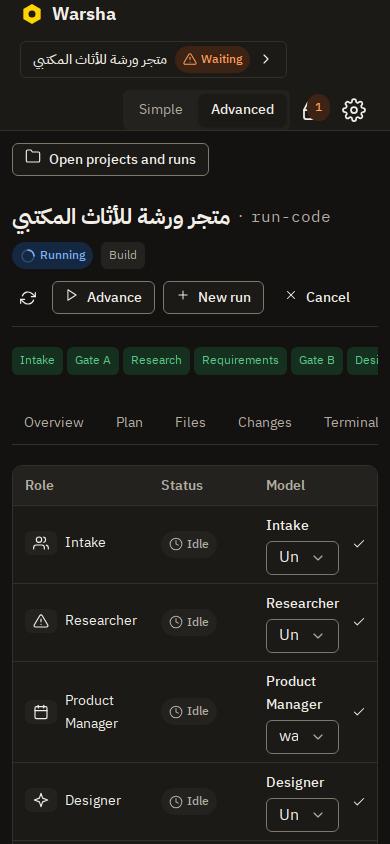 Warsha
متجر ورشة للأثاث المكتبي Waiting
Simple Advanced 1
Open projects and runs
متجر ورشة للأثاث المكتبي · run-code
Running Build
Advance New run Cancel
Intake Gate A Research Requirements Gate B Desi
Overview Plan Files Changes Terminal
Role Status Model
Intake
Intake Idle
Un
Researcher
Researcher Idle
Un
Product
Manager
Product
Manager
Idle
wa
Designer
Designer Idle
Un